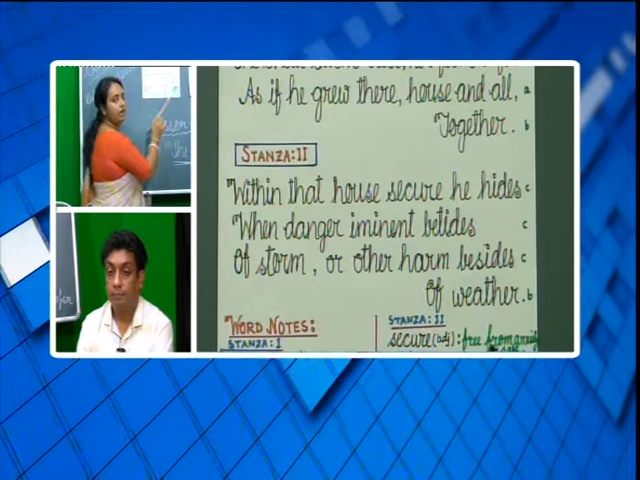 As if he grew there, house and all, a
Together. b
STANZA:II
"Within that house secure he hides c
When danger iminent betides c
Of storm, or other harm besides c
Of weather. b
"WORD NOTES:
STANZA: I
STANZA: II
secure (adj): free from anxiety